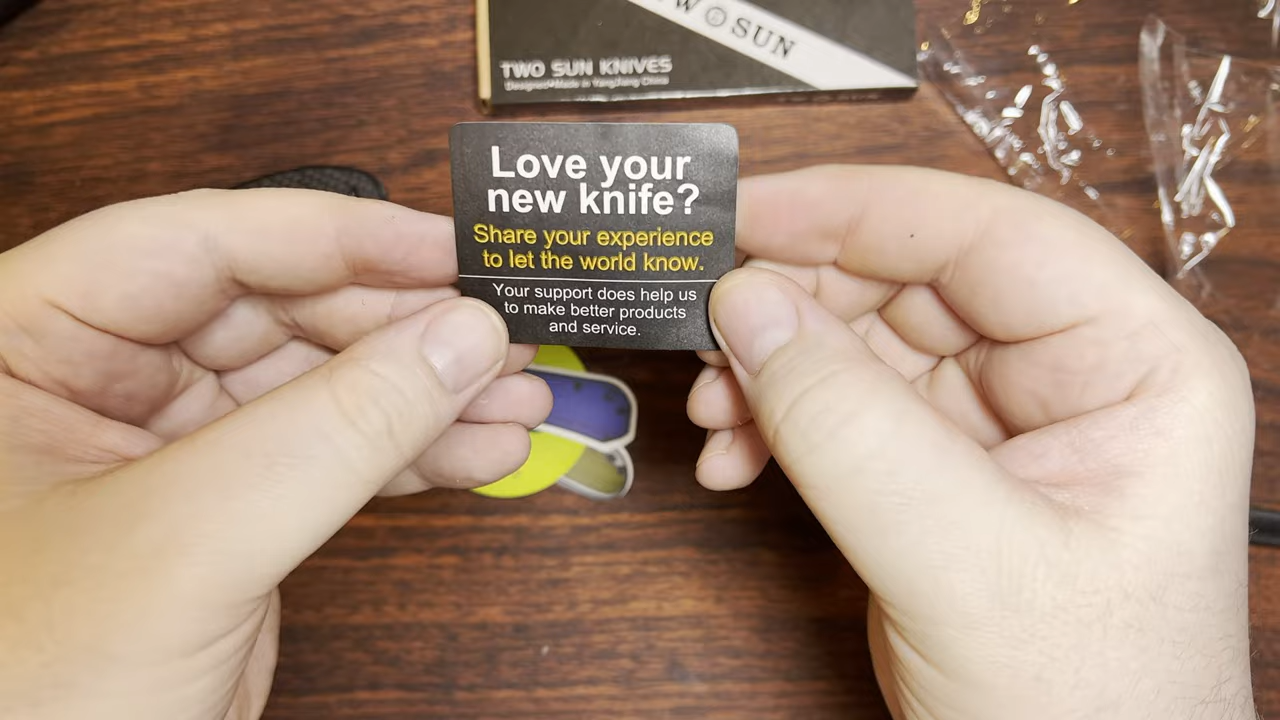 SUN
TWO SUN KNIVES
Designed•Made in YangJiang China
Love your
new knife?
Share your experience
to let the world know.
Your support does help us
to make better products
and service.